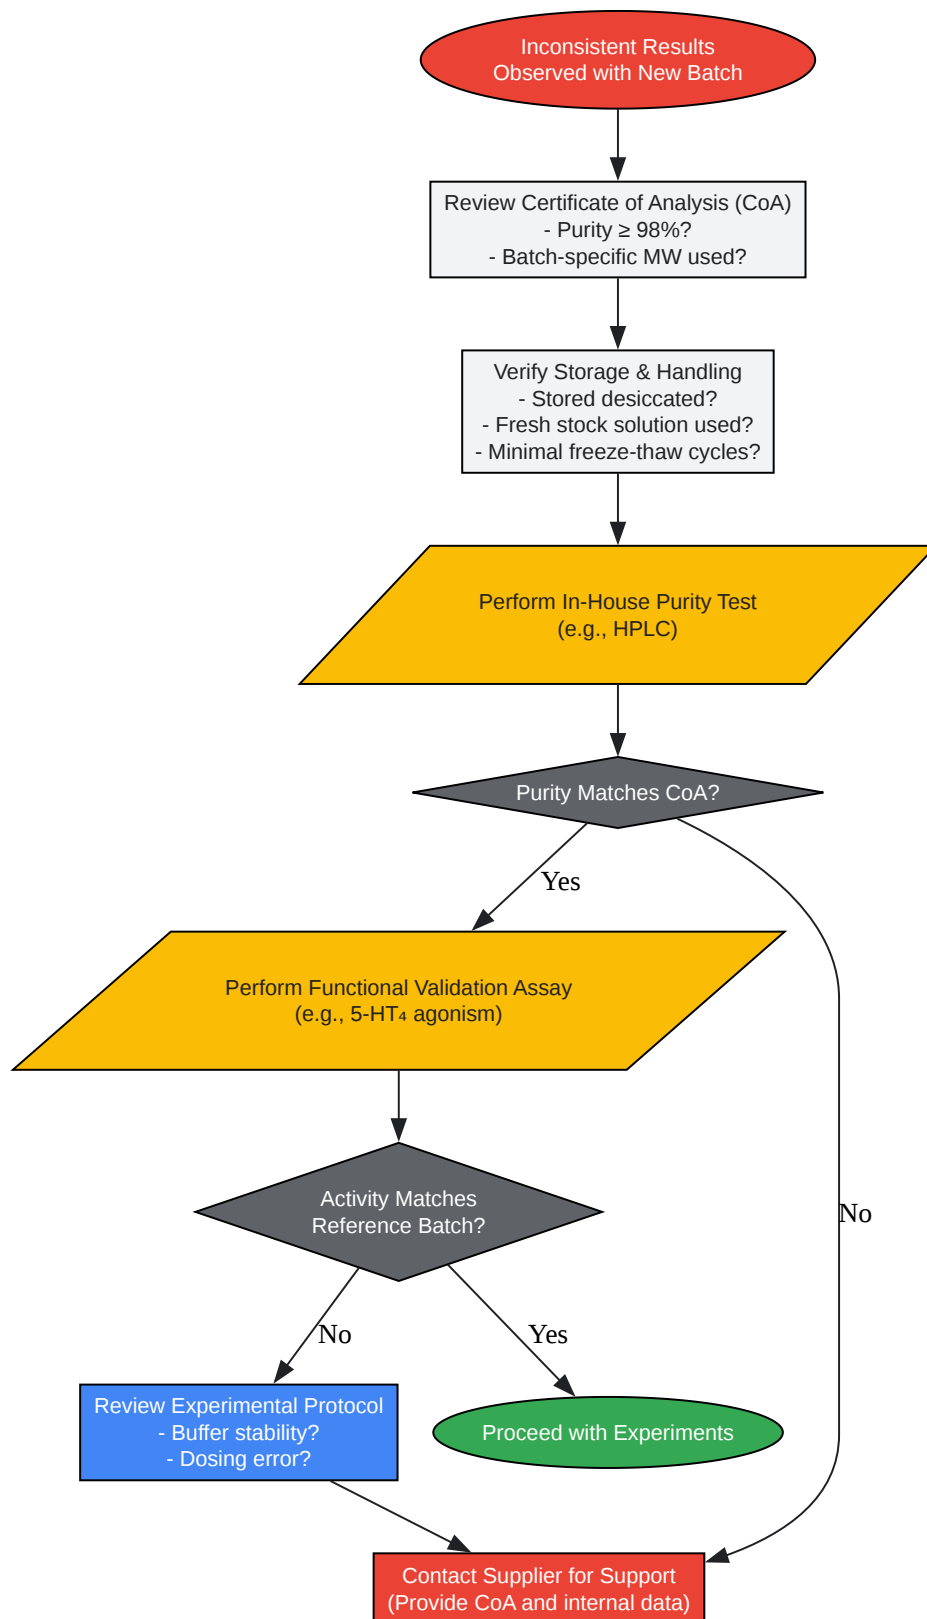 Inconsistent Results
Observed with New Batch
Review Certificate of Analysis (CoA)
- Purity ≥ 98%?
- Batch-specific MW used?
Verify Storage & Handling
- Stored desiccated?
- Fresh stock solution used?
- Minimal freeze-thaw cycles?
Perform In-House Purity Test
(e.g., HPLC)
Purity Matches CoA?
Yes
Perform Functional Validation Assay
(e.g., 5-HT₄ agonism)
Activity Matches
Reference Batch?
No
No
Yes
Review Experimental Protocol
- Buffer stability?
- Dosing error?
Proceed with Experiments
Contact Supplier for Support
(Provide CoA and internal data)